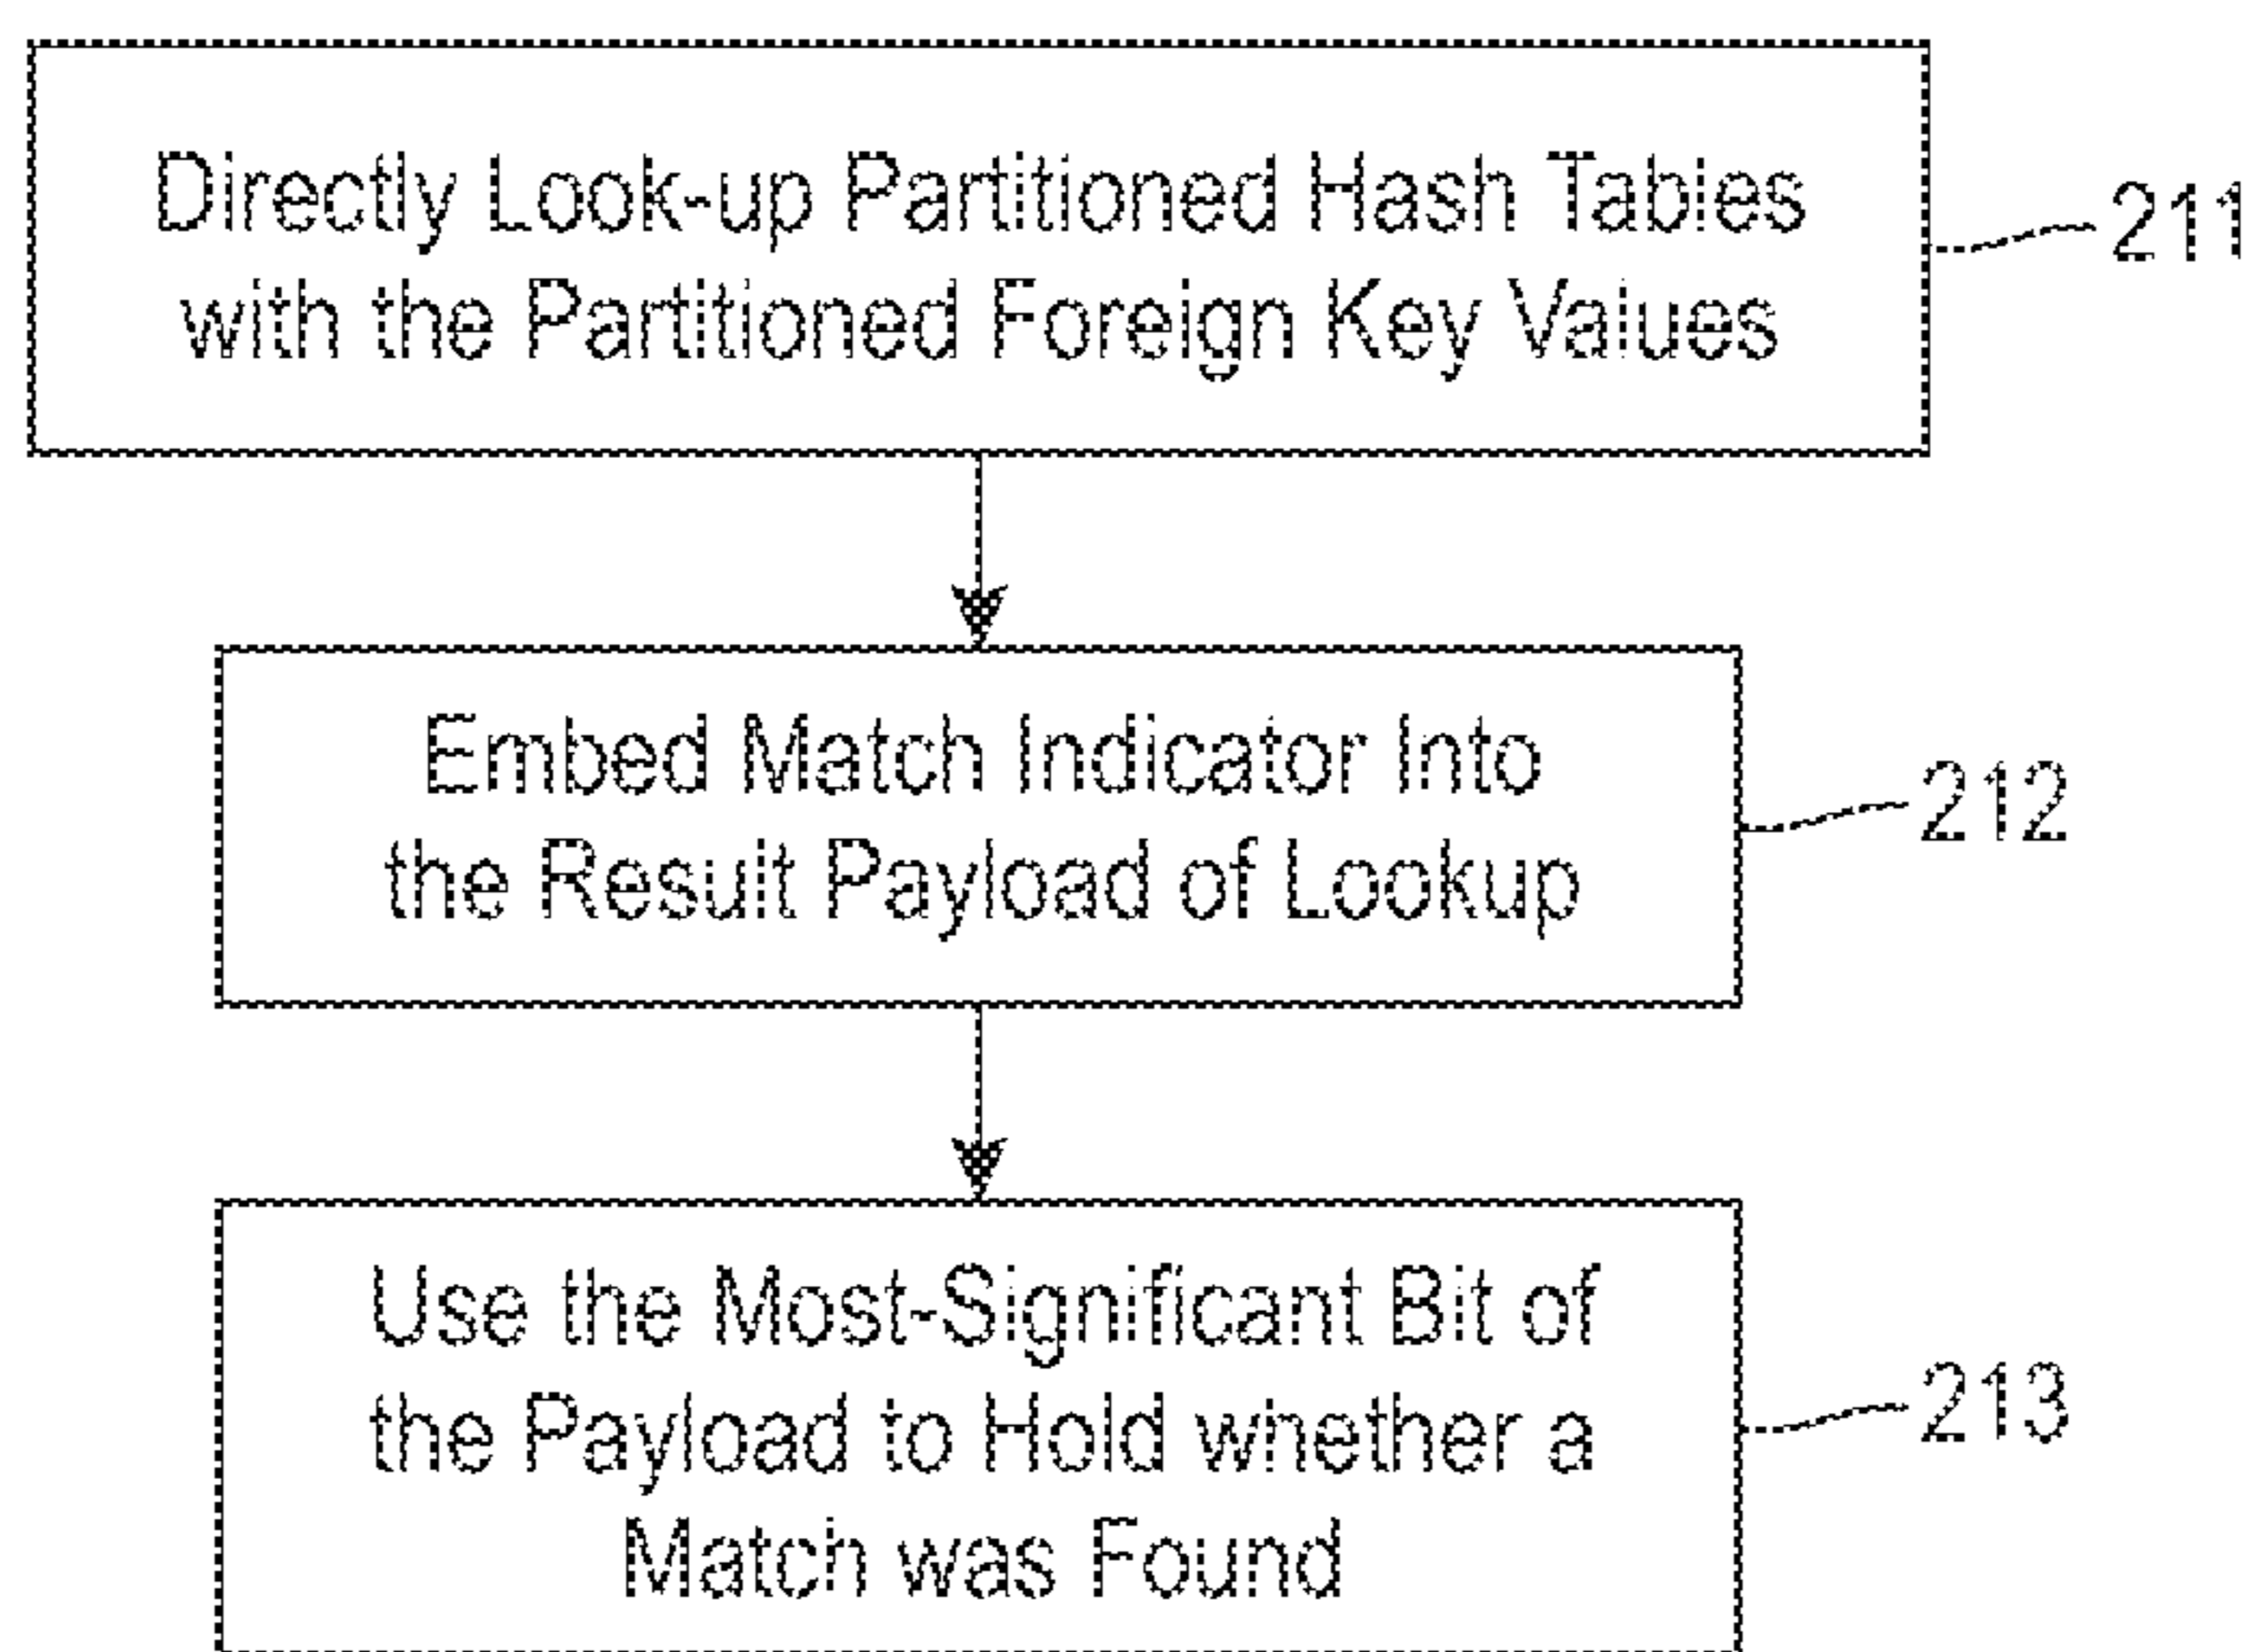 Directly Look-up Partitioned Hash Tables
with the Partitioned Foreign Key Values
211
Embed Match Indicator Into
the Result Payload of Lookup
212
Use the Most-Significant Bit of
the Payload to Hold whether a
Match was Found
213